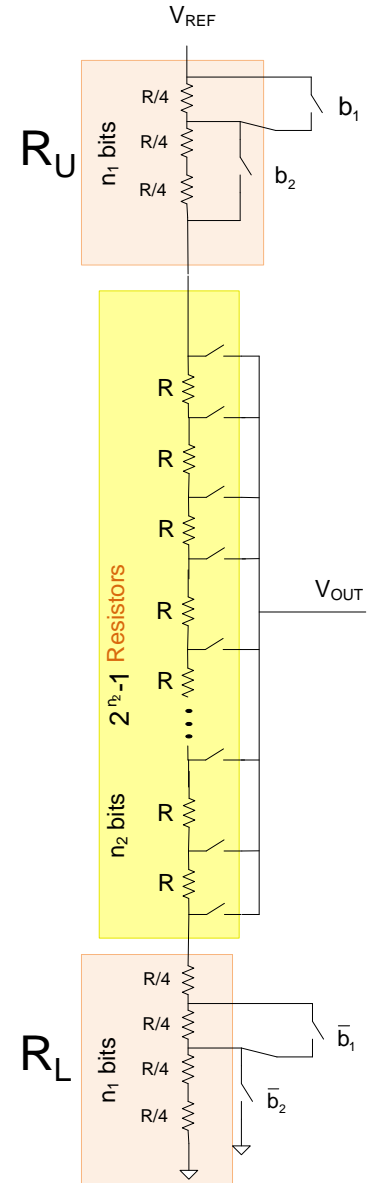 V_REF
R/4
b_1
R/4
R_U
n_1 bits
b_2
R/4
R
R
R
V_OUT
R
2^{n_2}-1 Resistors
R
n_2 bits
R
R
R/4
R/4
b̅_1
R_L
n_1 bits
R/4
b̅_2
R/4